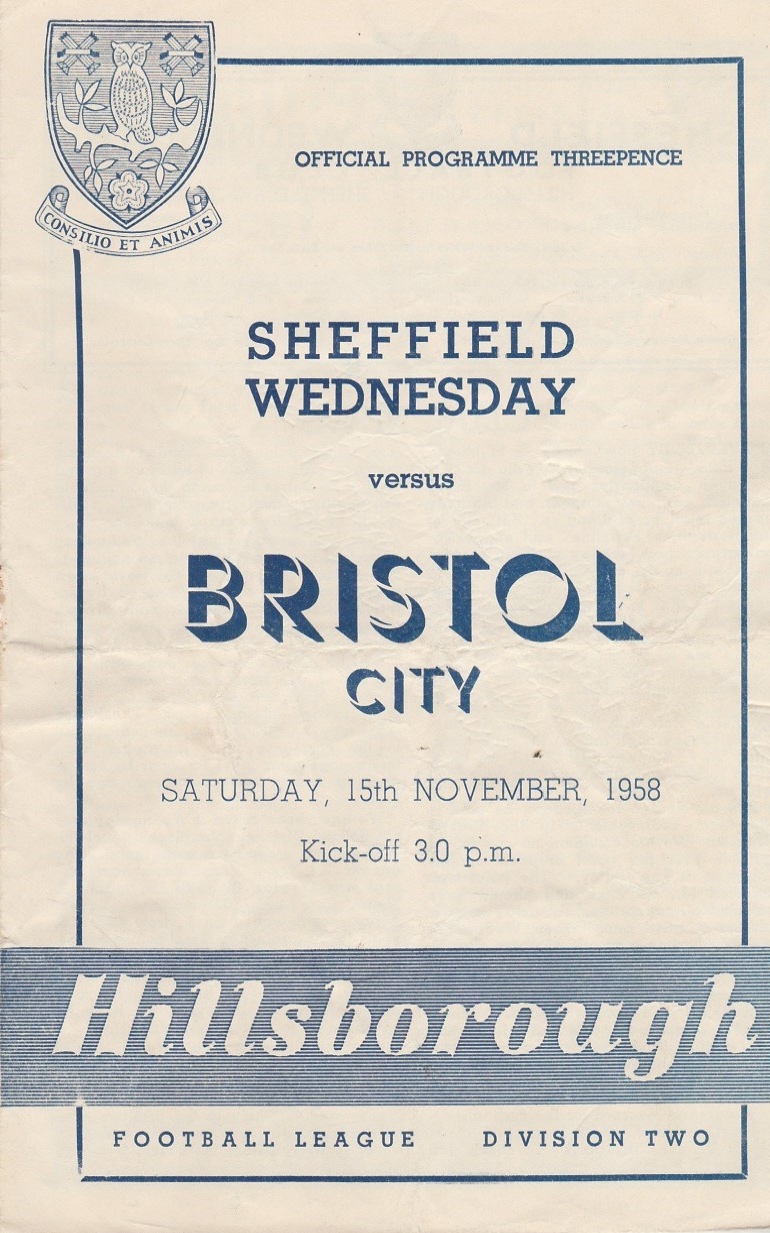 OFFICIAL PROGRAMME THREEPENCE
CONSILIO ET ANIMIS
SHEFFIELD
WEDNESDAY
versus
BRISTOL
CITY
SATURDAY, 15th NOVEMBER, 1958
Kick-off 3.0 p.m.
Hillsborough
FOOTBALL LEAGUE DIVISION TWO